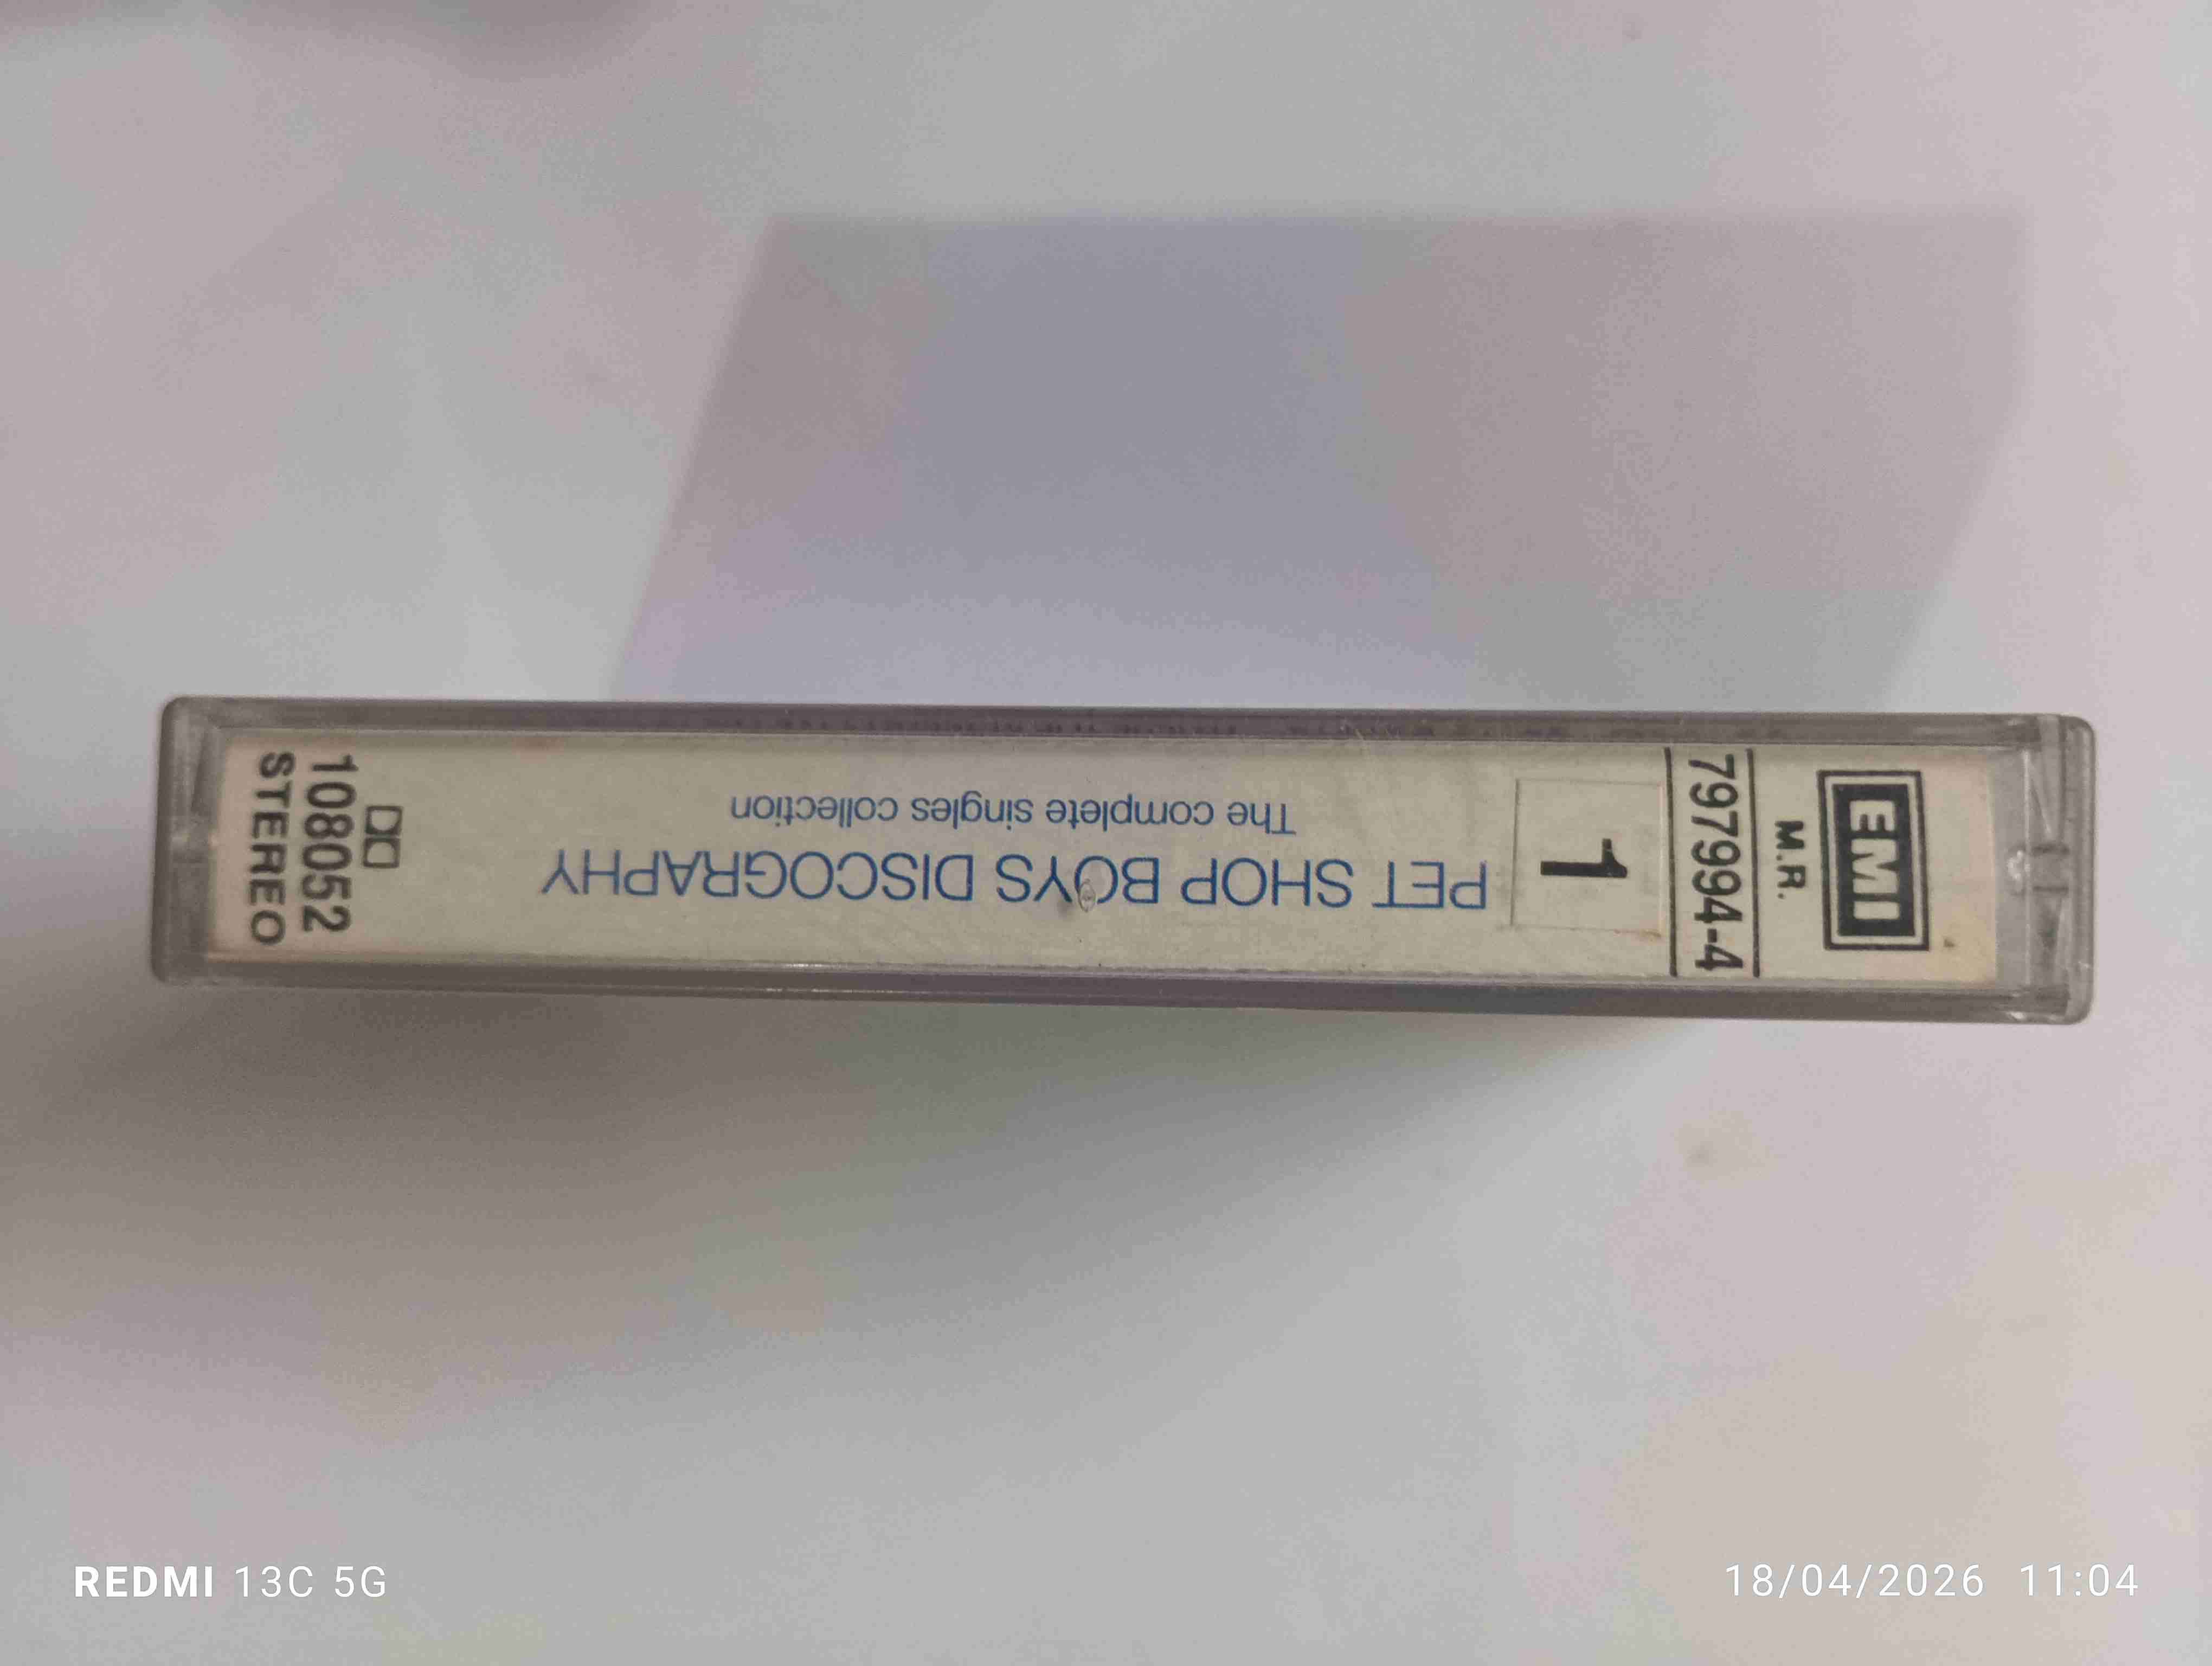 EMI
M.R.
797994-4
1
PET SHOP BOYS DISCOGRAPHY
The complete singles collection
108052
STEREO
REDMI 13C 5G
18/04/2026 11:04